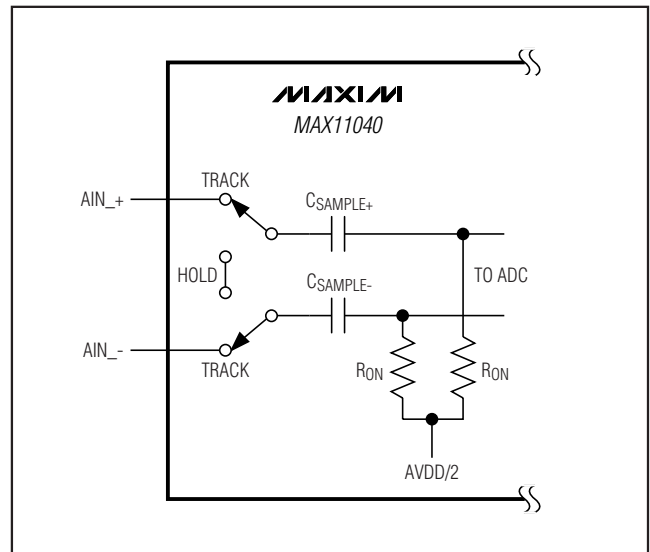 MAXIM
MAX11040
TRACK
CSAMPLE+
AIN_+
HOLD
TO ADC
CSAMPLE-
AIN_-
TRACK
RON
RON
AVDD/2